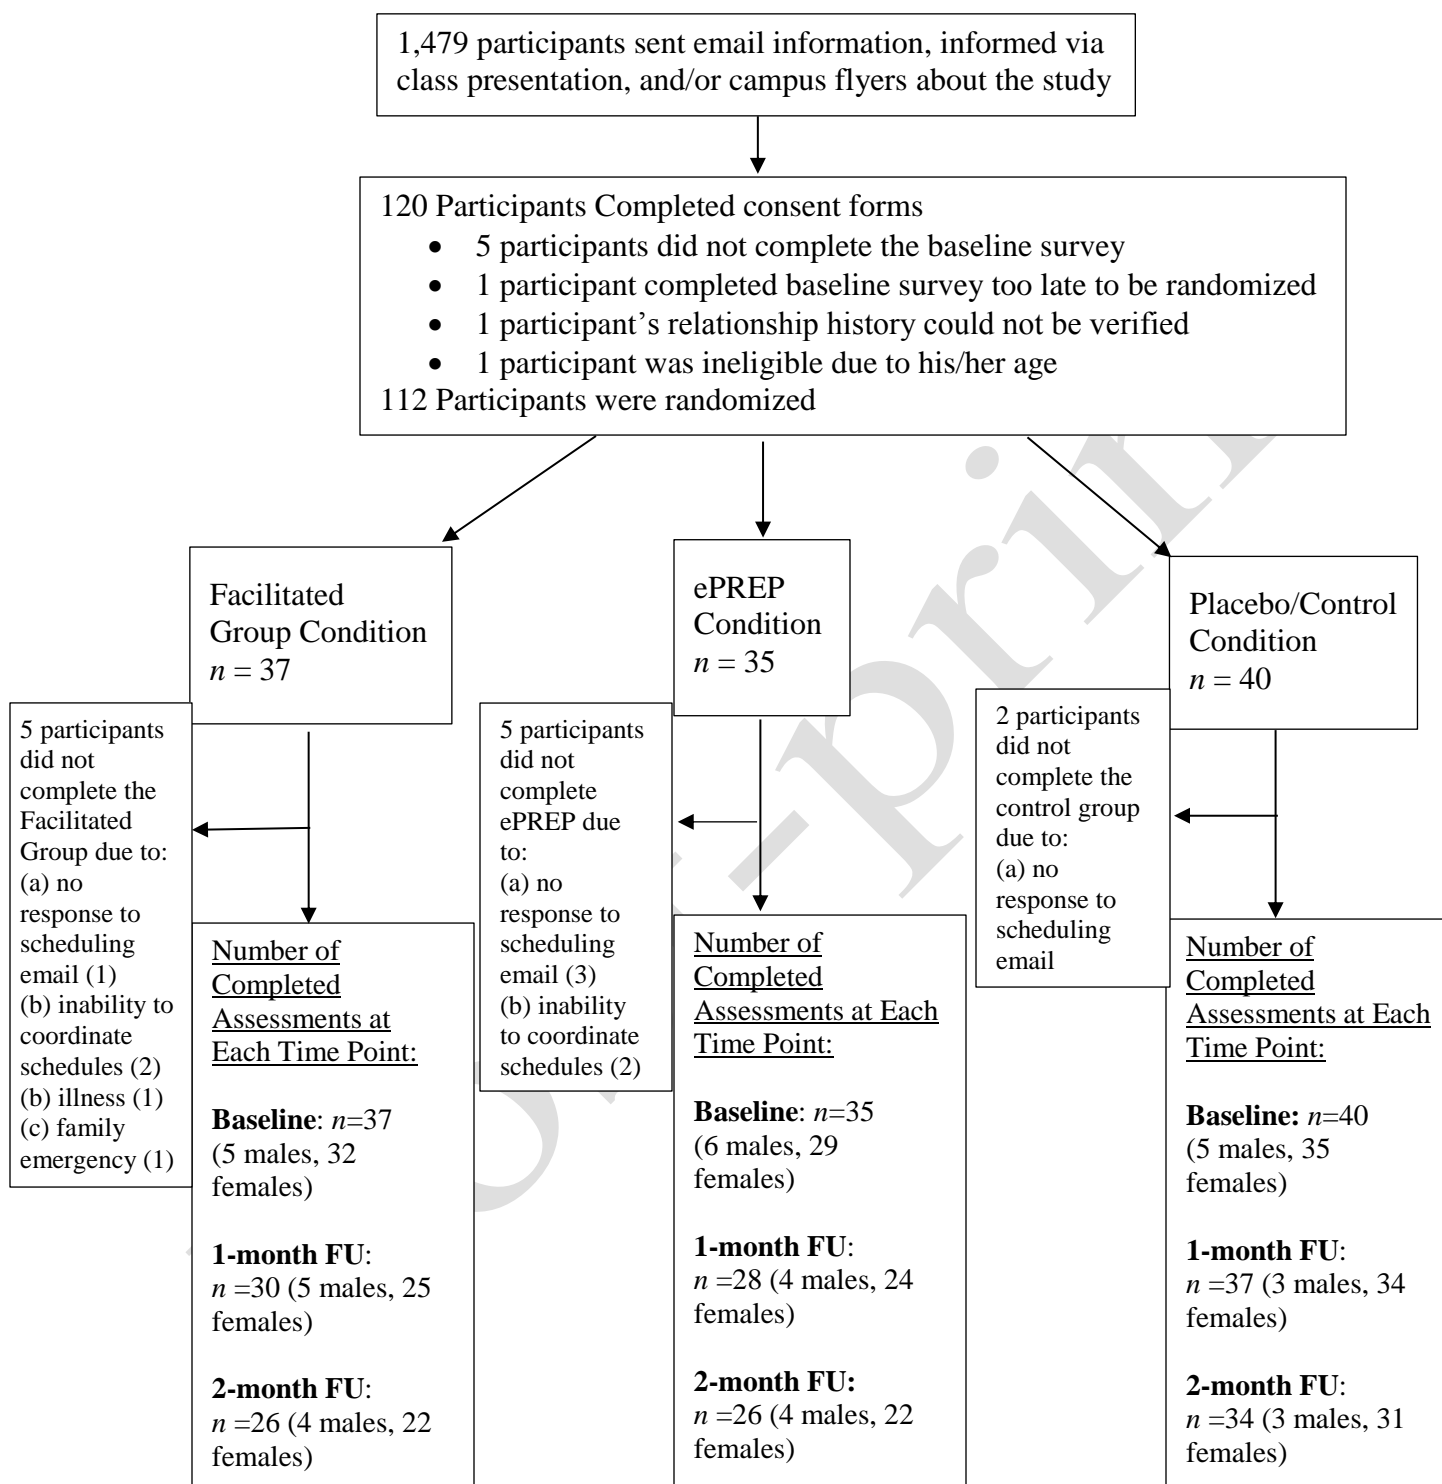 1,479 participants sent email information, informed via
class presentation, and/or campus flyers about the study
120 Participants Completed consent forms
• 5 participants did not complete the baseline survey
• 1 participant completed baseline survey too late to be randomized
• 1 participant’s relationship history could not be verified
• 1 participant was ineligible due to his/her age
112 Participants were randomized
Facilitated
Group Condition
n = 37
ePREP
Condition
n = 35
Placebo/Control
Condition
n = 40
5 participants
did not
complete the
Facilitated
Group due to:
(a) no
response to
scheduling
email (1)
(b) inability to
coordinate
schedules (2)
(b) illness (1)
(c) family
emergency (1)
5 participants
did not
complete
ePREP due
to:
(a) no
response to
scheduling
email (3)
(b) inability
to coordinate
schedules (2)
2 participants
did not
complete the
control group
due to:
(a) no
response to
scheduling
email
Number of
Completed
Assessments at
Each Time Point:
Baseline: n=37
(5 males, 32
females)
1-month FU:
n =30 (5 males, 25
females)
2-month FU:
n =26 (4 males, 22
females)
Number of
Completed
Assessments at Each
Time Point:
Baseline: n=35
(6 males, 29
females)
1-month FU:
n =28 (4 males, 24
females)
2-month FU:
n =26 (4 males, 22
females)
Number of
Completed
Assessments at Each
Time Point:
Baseline: n=40
(5 males, 35
females)
1-month FU:
n =37 (3 males, 34
females)
2-month FU:
n =34 (3 males, 31
females)